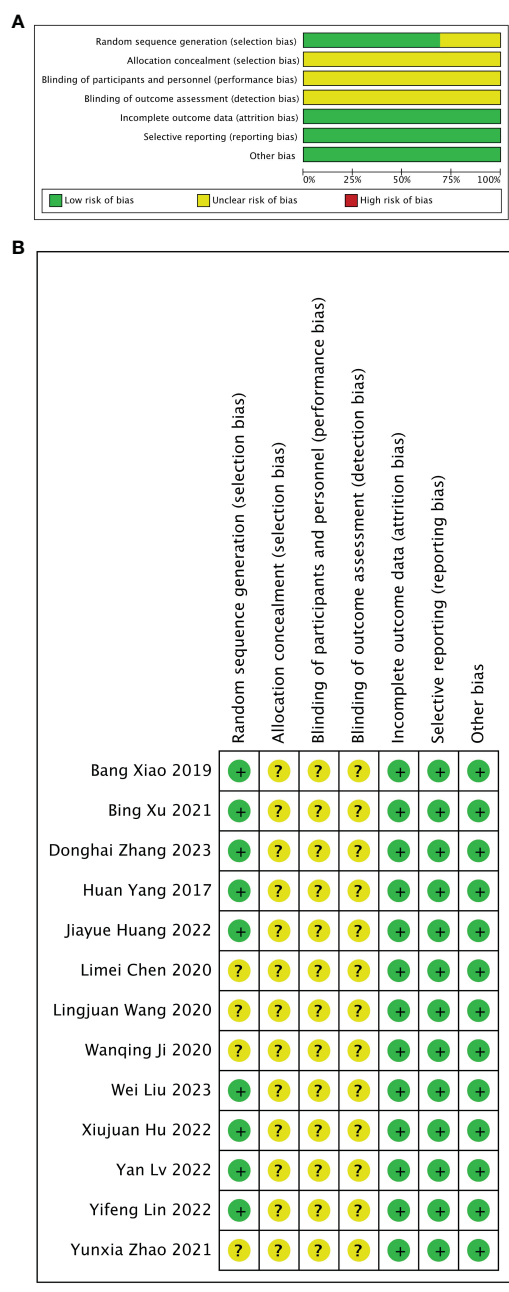 A
Random sequence generation (selection bias)
Allocation concealment (selection bias)
Blinding of participants and personnel (performance bias)
Blinding of outcome assessment (detection bias)
Incomplete outcome data (attrition bias)
Selective reporting (reporting bias)
Other bias
0% 25% 50% 75% 100%
Low risk of bias Unclear risk of bias High risk of bias
B
Random sequence generation (selection bias)
Allocation concealment (selection bias)
Blinding of participants and personnel (performance bias)
Blinding of outcome assessment (detection bias)
Incomplete outcome data (attrition bias)
Selective reporting (reporting bias)
Other bias
Bang Xiao 2019 + ? ? ? + + +
Bing Xu 2021 + ? ? ? + + +
Donghai Zhang 2023 + ? ? ? + + +
Huan Yang 2017 + ? ? ? + + +
Jiayue Huang 2022 + ? ? ? + + +
Limei Chen 2020 ? ? ? ? + + +
Lingjuan Wang 2020 ? ? ? ? + + +
Wanqing Ji 2020 ? ? ? ? + + +
Wei Liu 2023 + ? ? ? + + +
Xiujuan Hu 2022 + ? ? ? + + +
Yan Lv 2022 + ? ? ? + + +
Yifeng Lin 2022 + ? ? ? + + +
Yunxia Zhao 2021 ? ? ? ? + + +